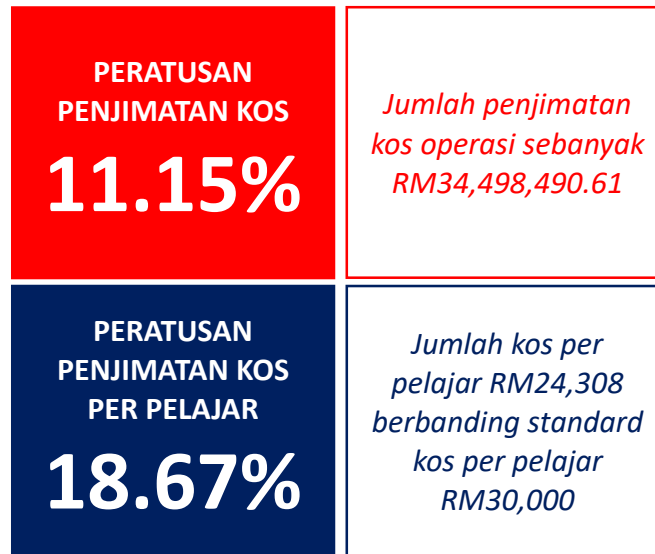 PERATUSAN
PENJIMATAN KOS
11.15%
Jumlah penjimatan
kos operasi sebanyak
RM34,498,490.61
PERATUSAN
PENJIMATAN KOS
PER PELAJAR
18.67%
Jumlah kos per
pelajar RM24,308
berbanding standard
kos per pelajar
RM30,000